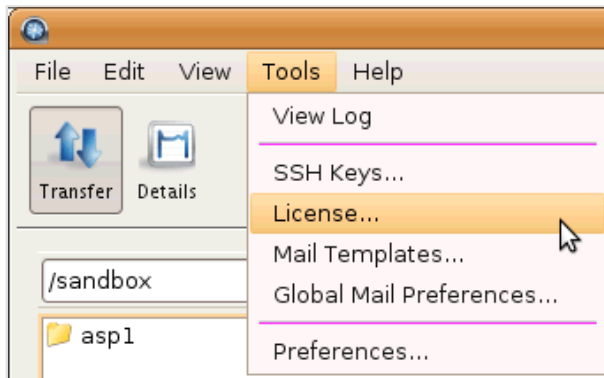 File Edit View Tools Help
View Log
SSH Keys...
License...
Mail Templates...
Global Mail Preferences...
Preferences...
Transfer Details
/sandbox
asp1